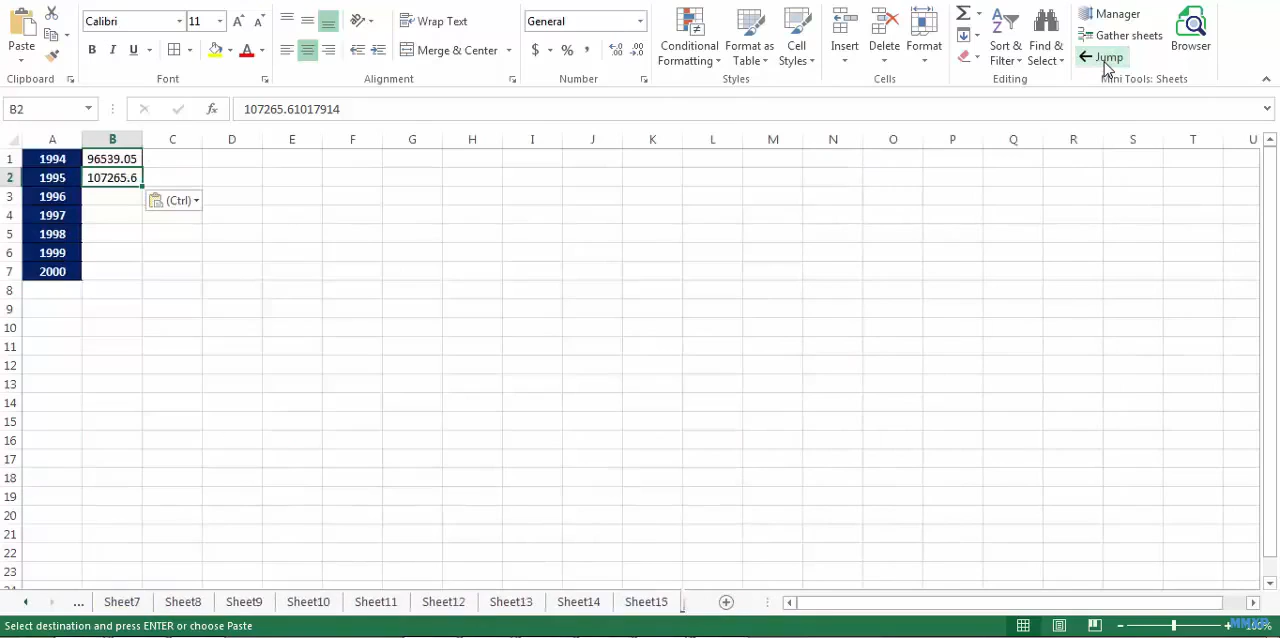 Calibri 11 Wrap Text General Manager
Paste B I U Merge & Center $ % , Conditional Formatting Format as Table Cell Styles Insert Delete Format Sort & Filter Find & Select Gather sheets Browser
Jump
Clipboard Font Alignment Number Styles Cells Editing Mini Tools: Sheets
B2 fx 107265.61017914
A B C D E F G H I J K L M N O P Q R S T U
1 1994 96539.05
2 1995 107265.6
3 1996 (Ctrl)
4 1997
5 1998
6 1999
7 2000
8
9
10
11
12
13
14
15
16
17
18
19
20
21
22
23
... Sheet7 Sheet8 Sheet9 Sheet10 Sheet11 Sheet12 Sheet13 Sheet14 Sheet15
Select destination and press ENTER or choose Paste